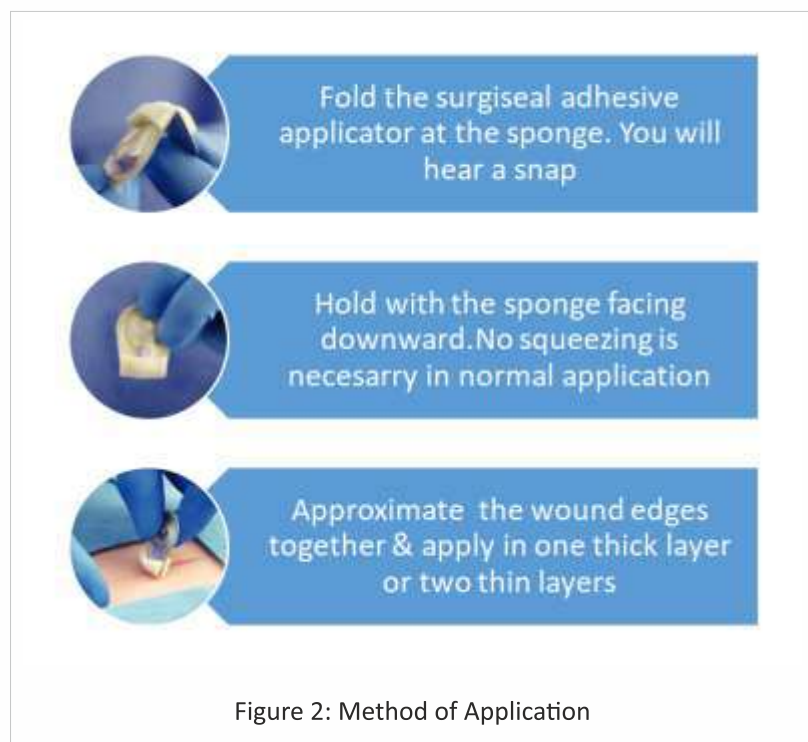 Fold the surgiseal adhesive
applicator at the sponge. You will
hear a snap
Hold with the sponge facing
downward.No squeezing is
necesarry in normal application
Approximate the wound edges
together & apply in one thick layer
or two thin layers
Figure 2: Method of Application